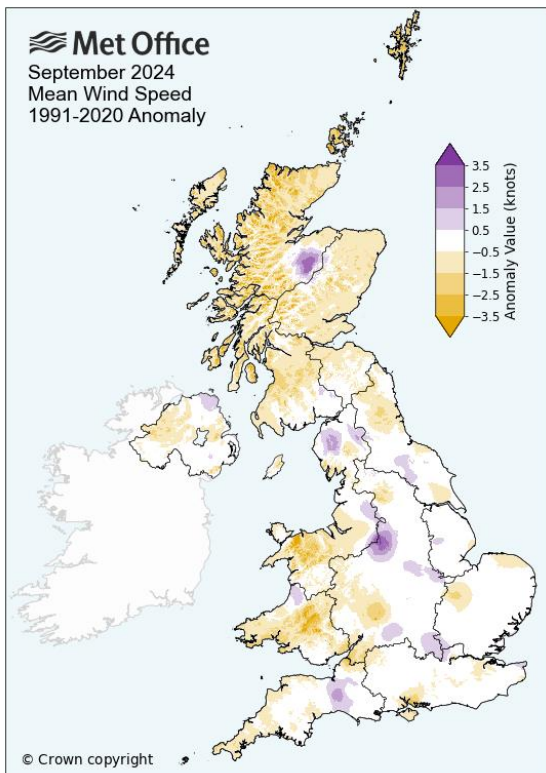 Met Office
September 2024
Mean Wind Speed
1991-2020 Anomaly
3.5
2.5
1.5
0.5
−0.5
−1.5
−2.5
−3.5
Anomaly Value (knots)
© Crown copyright